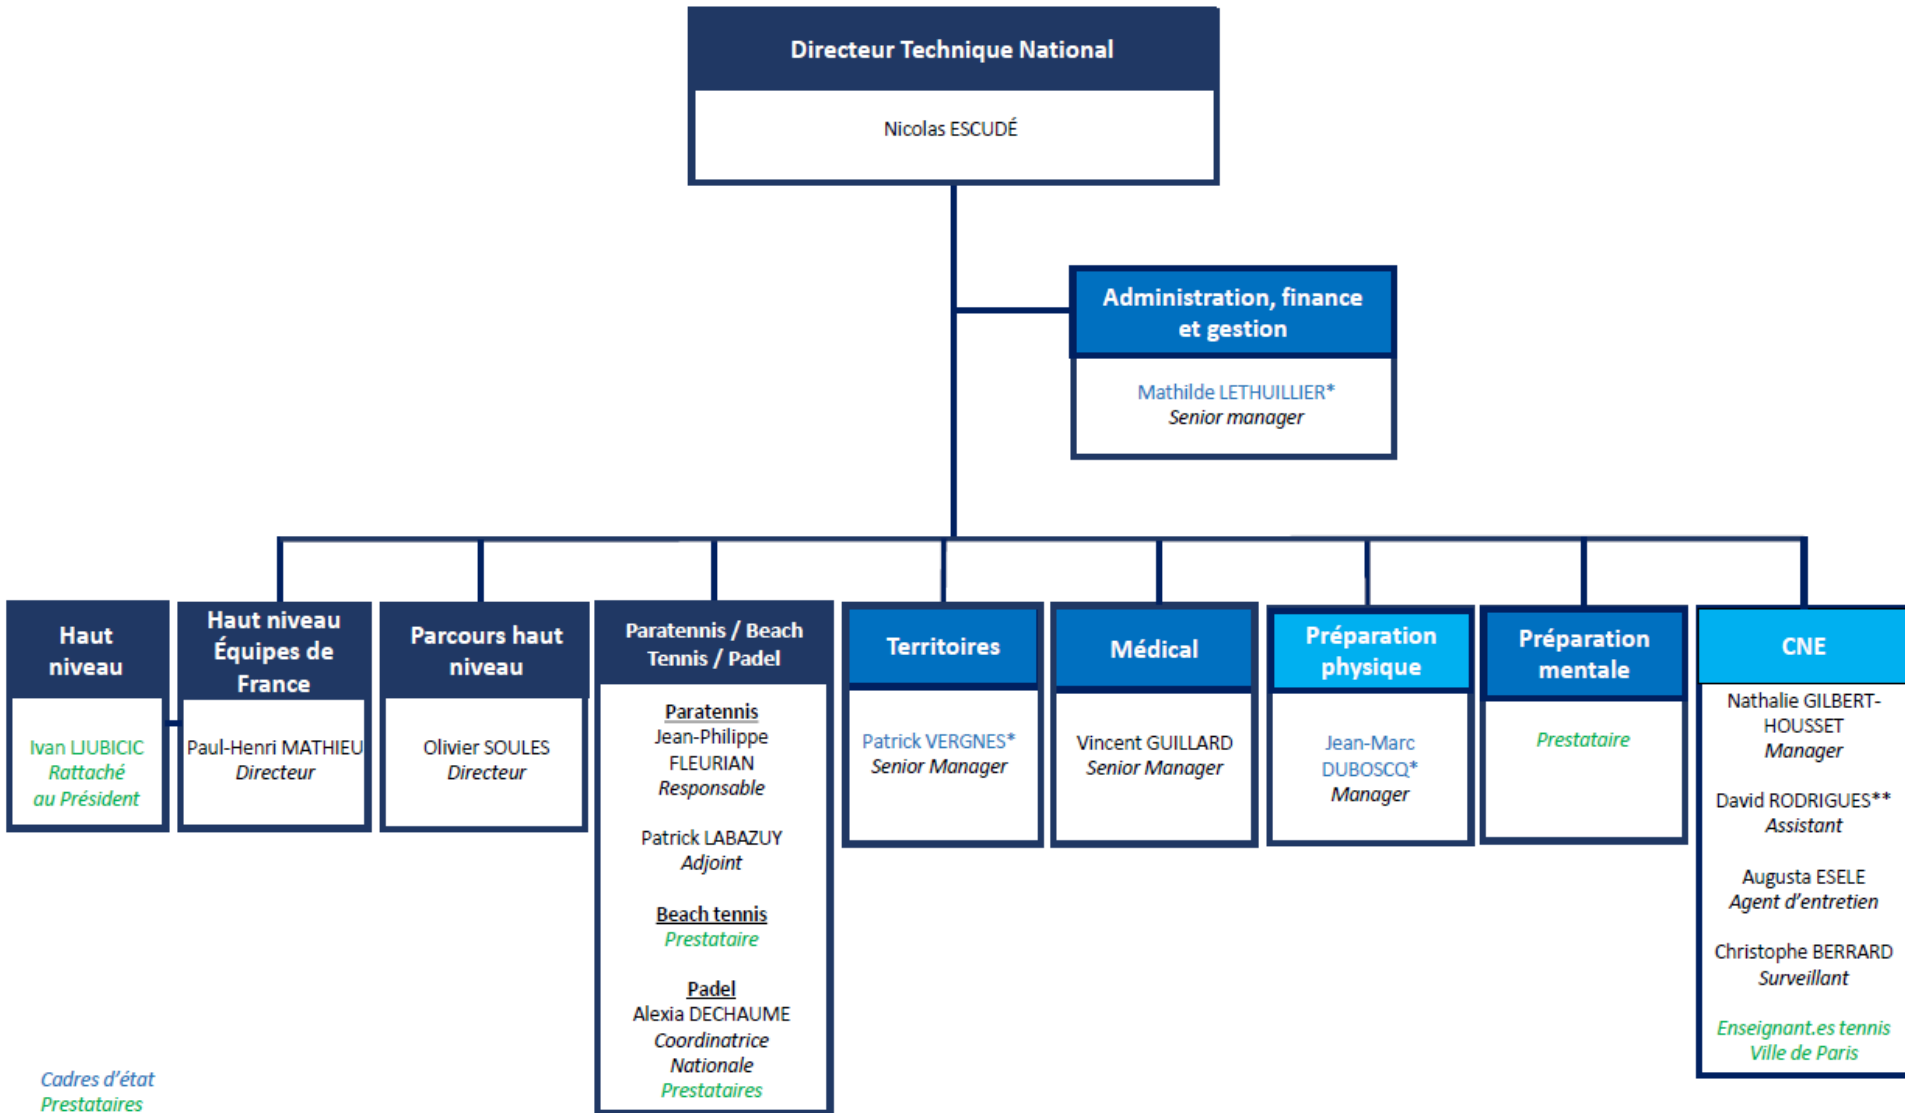 Directeur Technique National
Nicolas ESCUDÉ
Administration, finance
et gestion
Mathilde LETHUILLIER*
Senior manager
Haut
niveau
Ivan LJUBICIC
Rattaché
au Président
Haut niveau
Équipes de
France
Paul-Henri MATHIEU
Directeur
Parcours haut
niveau
Olivier SOULES
Directeur
Paratennis / Beach
Tennis / Padel
Paratennis
Jean-Philippe
FLEURIAN
Responsable
Patrick LABAZUY
Adjoint
Beach tennis
Prestataire
Padel
Alexia DECHAUME
Coordinatrice
Nationale
Prestataires
Territoires
Patrick VERGNES*
Senior Manager
Médical
Vincent GUILLARD
Senior Manager
Préparation
physique
Jean-Marc
DUBOSCQ*
Manager
Préparation
mentale
Prestataire
CNE
Nathalie GILBERT-
HOUSSET
Manager
David RODRIGUES**
Assistant
Augusta ESELE
Agent d'entretien
Christophe BERRARD
Surveillant
Enseignant.es tennis
Ville de Paris
Cadres d'état
Prestataires